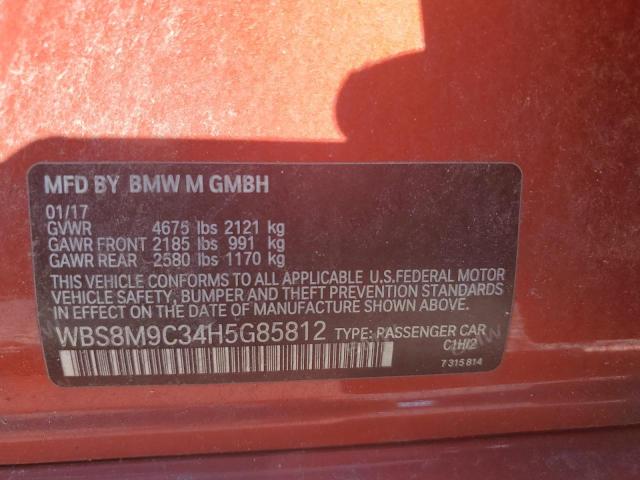 MFD BY BMW M GMBH
01/17
GVWR 4675 lbs 2121 kg
GAWR FRONT 2185 lbs 991 kg
GAWR REAR 2580 lbs 1170 kg
THIS VEHICLE CONFORMS TO ALL APPLICABLE U.S.FEDERAL MOTOR
VEHICLE SAFETY, BUMPER AND THEFT PREVENTION STANDARDS
IN EFFECT ON THE DATE OF MANUFACTURE SHOWN ABOVE.
WBS8M9C34H5G85812 TYPE: PASSENGER CAR
C1H/2
7 315 814